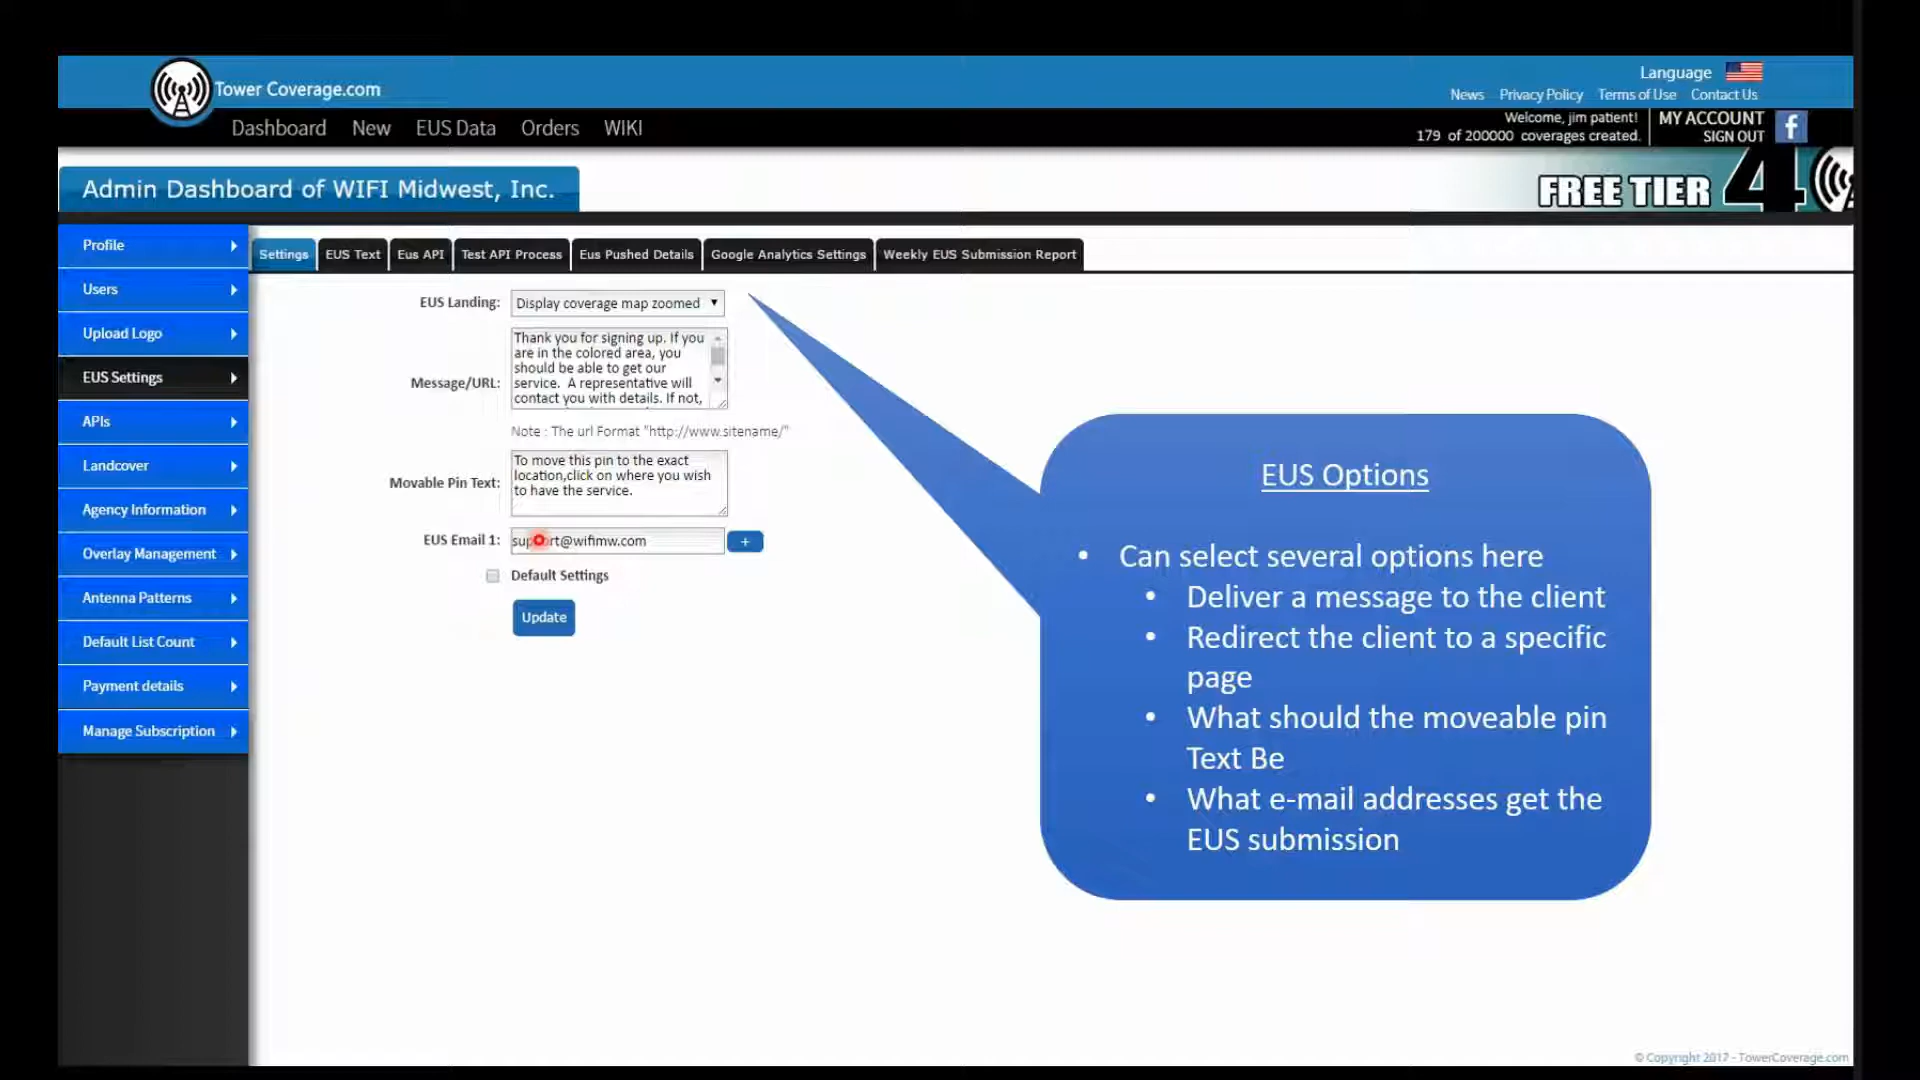 Language
Tower Coverage.com
News Privacy Policy Terms of Use Contact Us
Dashboard New EUS Data Orders WIKI
Welcome, jim patient!
179 of 200000 coverages created.
MY ACCOUNT
SIGN OUT
Admin Dashboard of WIFI Midwest, Inc.
FREE TIER 4
Profile
Users
Upload Logo
EUS Settings
APIs
Landcover
Agency Information
Overlay Management
Antenna Patterns
Default List Count
Payment details
Manage Subscription
Settings EUS Text Eus API Test API Process Eus Pushed Details Google Analytics Settings Weekly EUS Submission Report
EUS Landing: Display coverage map zoomed
Message/URL:
Thank you for signing up. If you
are in the colored area, you
should be able to get our
service. A representative will
contact you with details. If not,
Note : The url Format "http://www.sitename/"
Movable Pin Text:
To move this pin to the exact
location,click on where you wish
to have the service.
EUS Email 1: support@wifimw.com +
Default Settings
Update
EUS Options
• Can select several options here
• Deliver a message to the client
• Redirect the client to a specific
page
• What should the moveable pin
Text Be
• What e-mail addresses get the
EUS submission
© Copyright 2017 - TowerCoverage.com